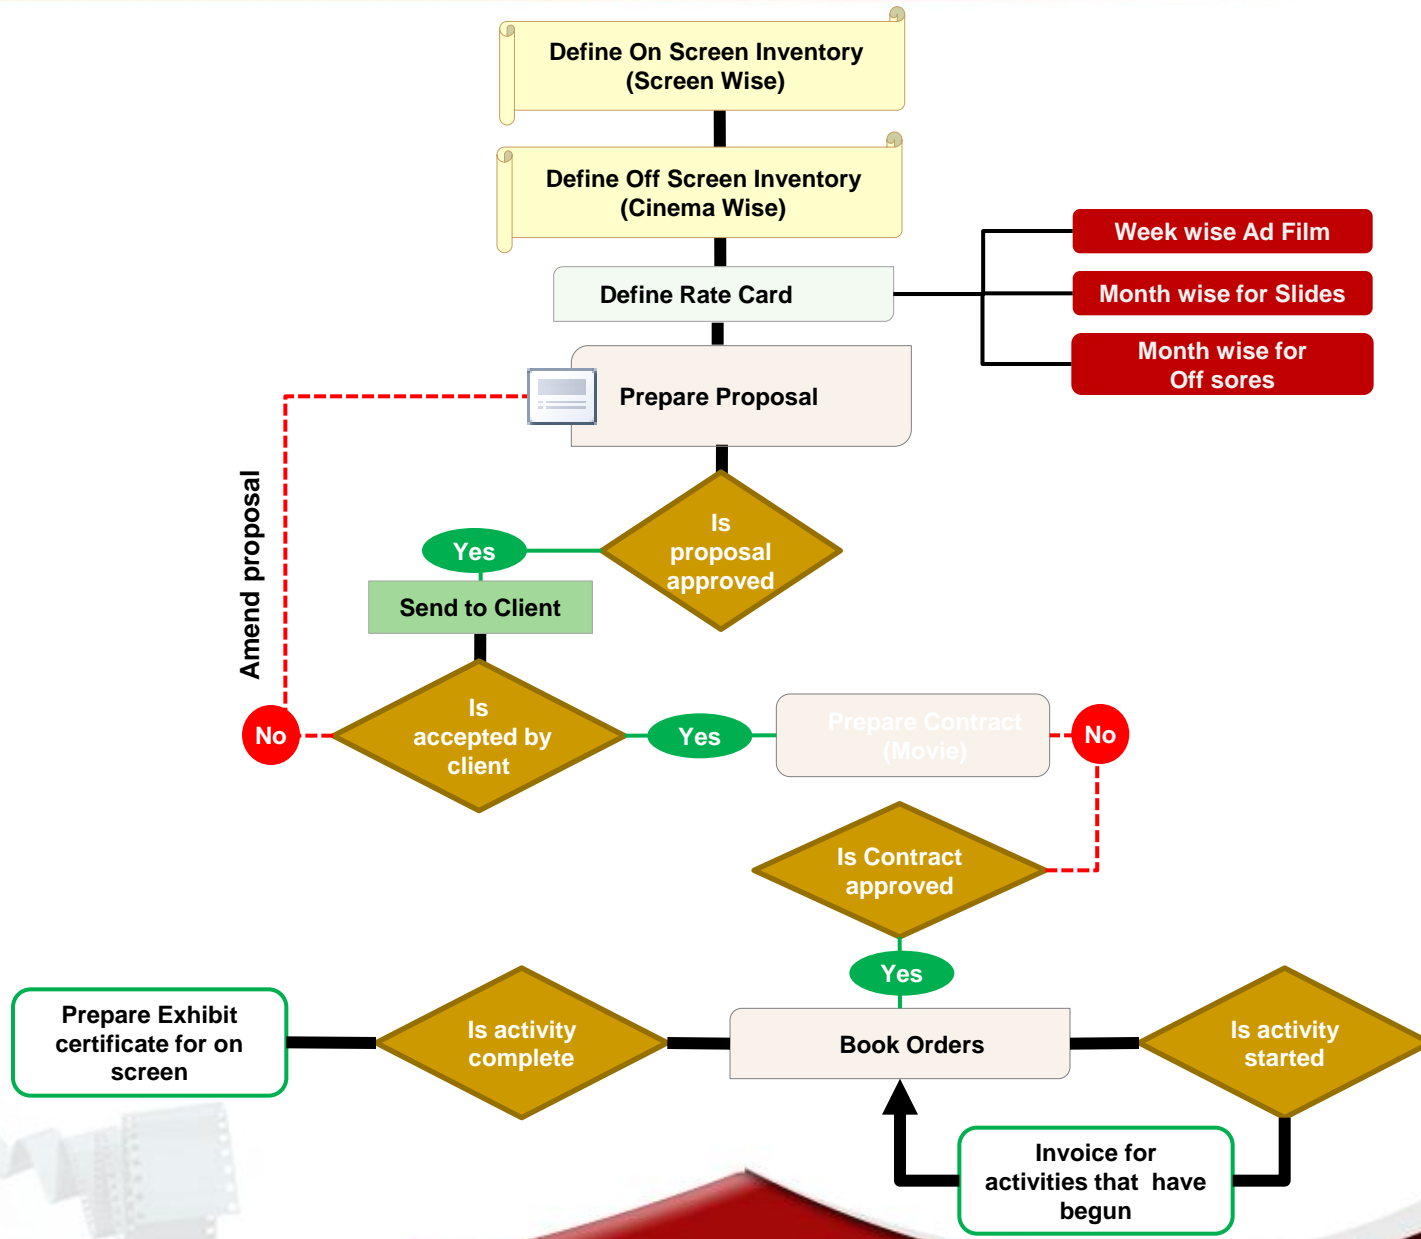 Define On Screen Inventory
(Screen Wise)
Define Off Screen Inventory
(Cinema Wise)
Define Rate Card
Week wise Ad Film
Month wise for Slides
Month wise for
Off sores
Prepare Proposal
Amend proposal
Is
proposal
approved
Yes
Send to Client
Is
accepted by
client
No
Yes
Prepare Contract
(Movie)
No
Is Contract
approved
Yes
Prepare Exhibit
certificate for on
screen
Is activity
complete
Book Orders
Is activity
started
Invoice for
activities that  have
begun